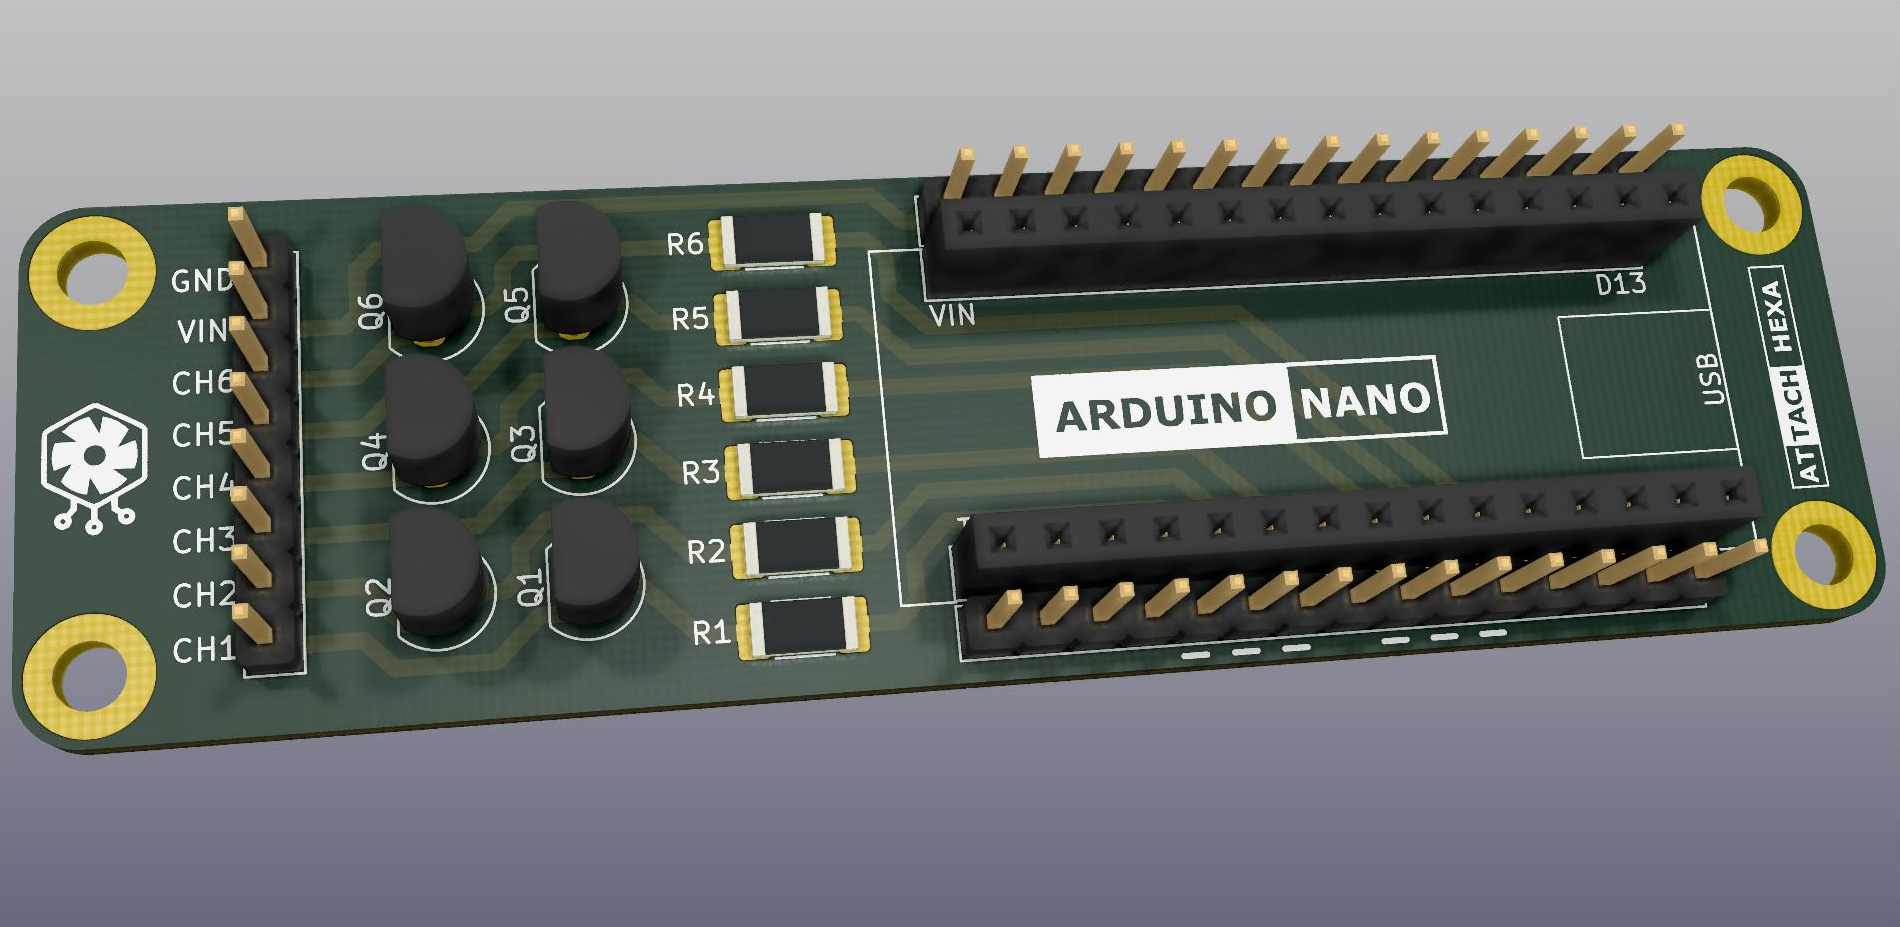 GND
VIN
CH6
CH5
CH4
CH3
CH2
CH1
Q6
Q5
Q4
Q3
Q2
Q1
R6
R5
R4
R3
R2
R1
VIN
D13
ARDUINO NANO
USB
ATTACH HEXA